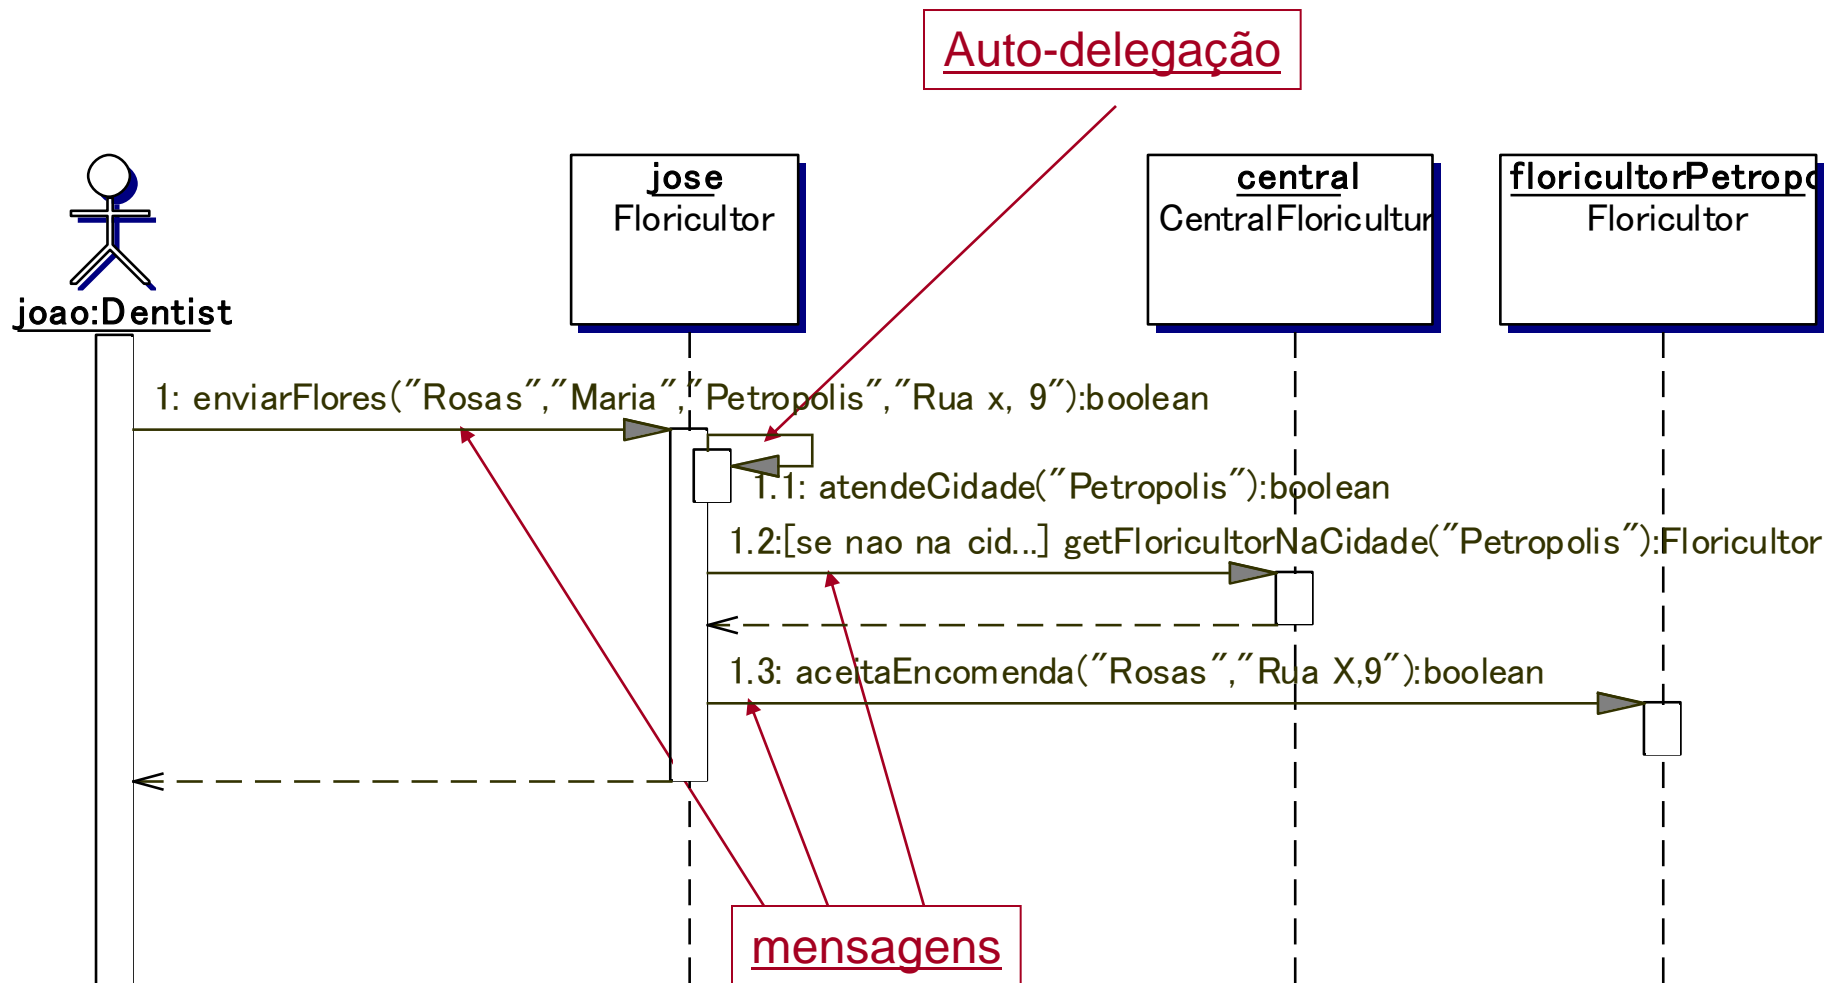 Auto-delegação
jose
Floricultor
central
CentralFloricultur
floricultorPetropo
Floricultor
joao:Dentist
1: enviarFlores("Rosas","Maria","Petropolis","Rua x, 9"):boolean
1.1: atendeCidade("Petropolis"):boolean
1.2:[se nao na cid...] getFloricultorNaCidade("Petropolis"):Floricultor
1.3: aceitaEncomenda("Rosas","Rua X,9"):boolean
mensagens